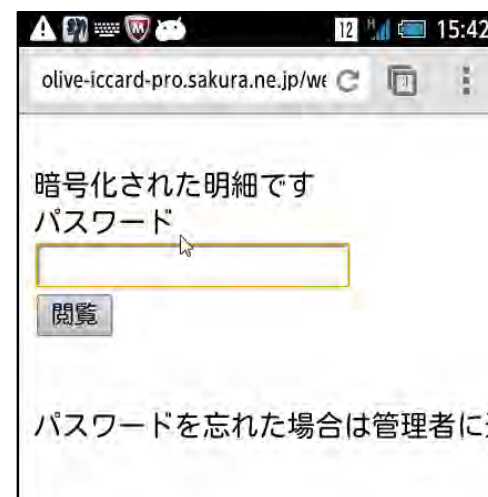 12 H 15:42
olive-iccard-pro.sakura.ne.jp/we
暗号化された明細です
パスワード
閲覧
パスワードを忘れた場合は管理者に